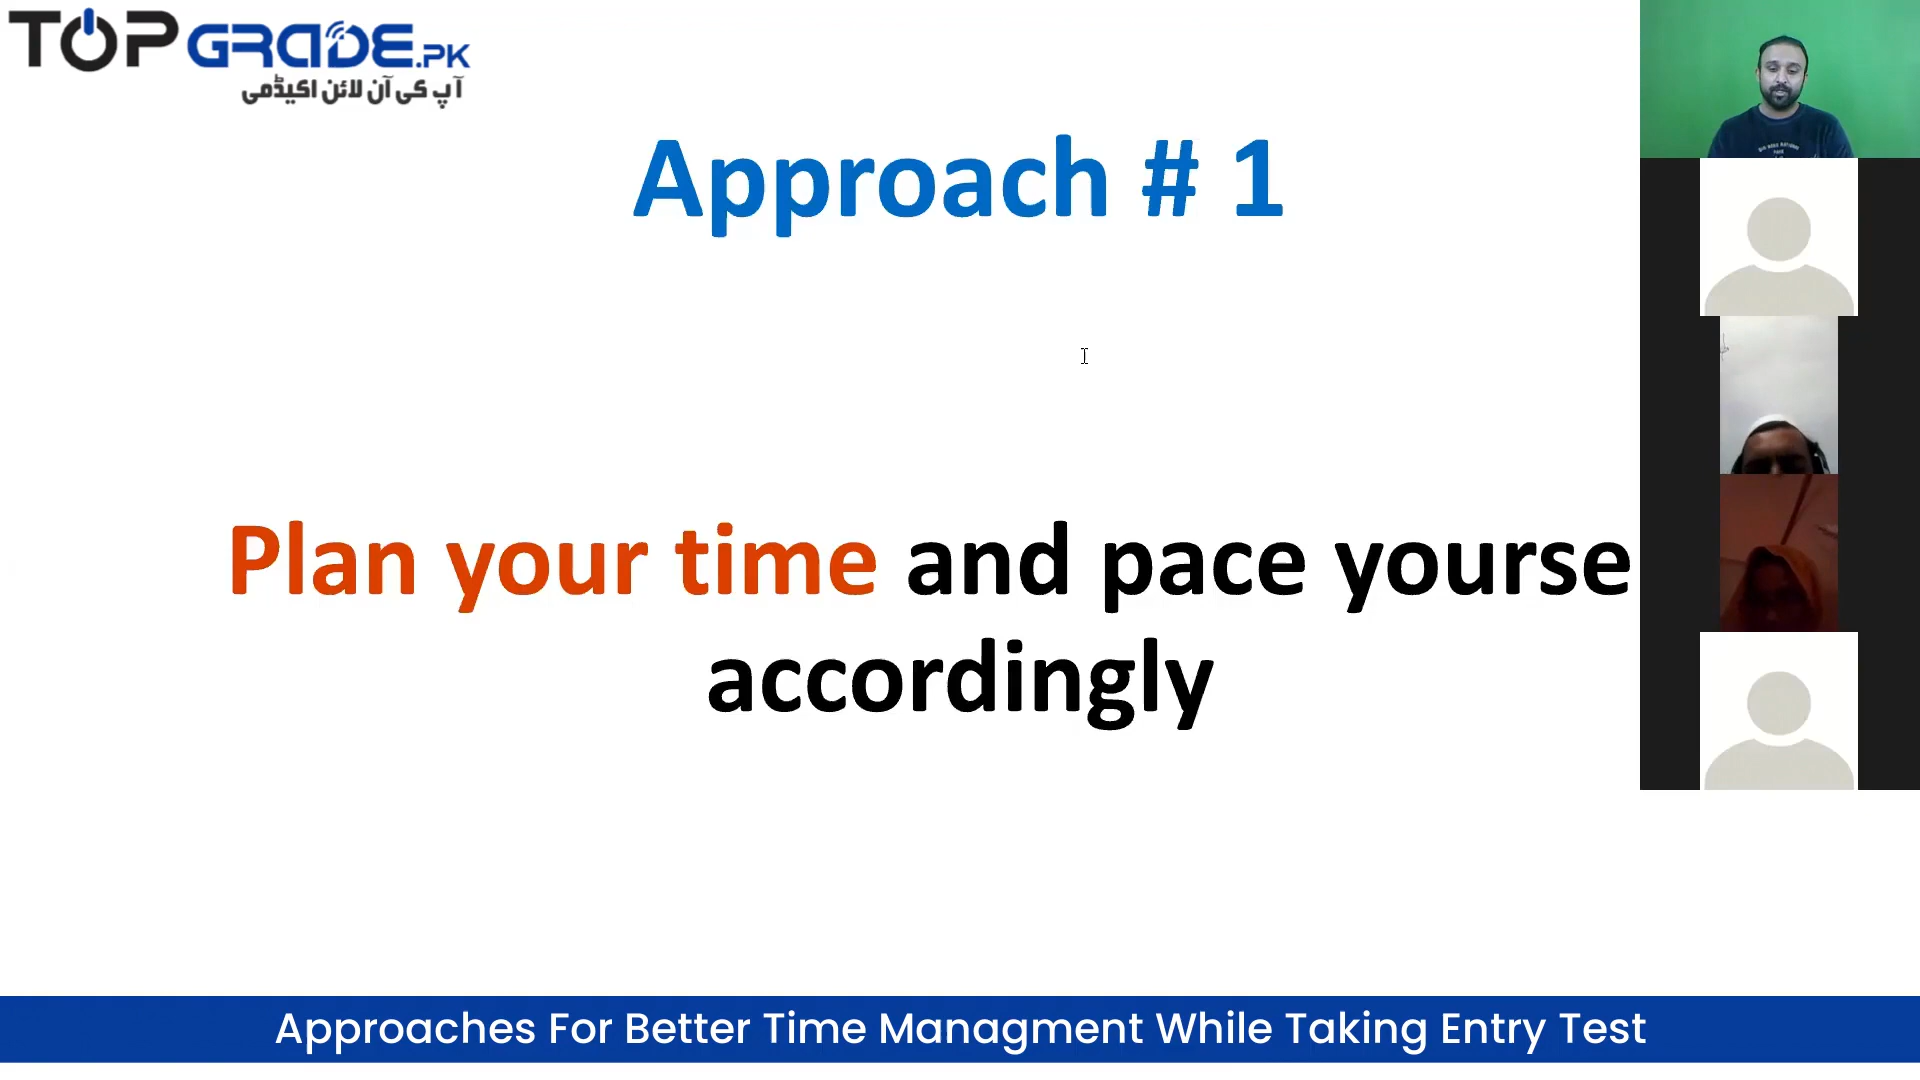 TOPGRADE.PK
آپ کی آن لائن اکیڈمی
Approach # 1
Plan your time and pace yourse
accordingly
Approaches For Better Time Managment While Taking Entry Test